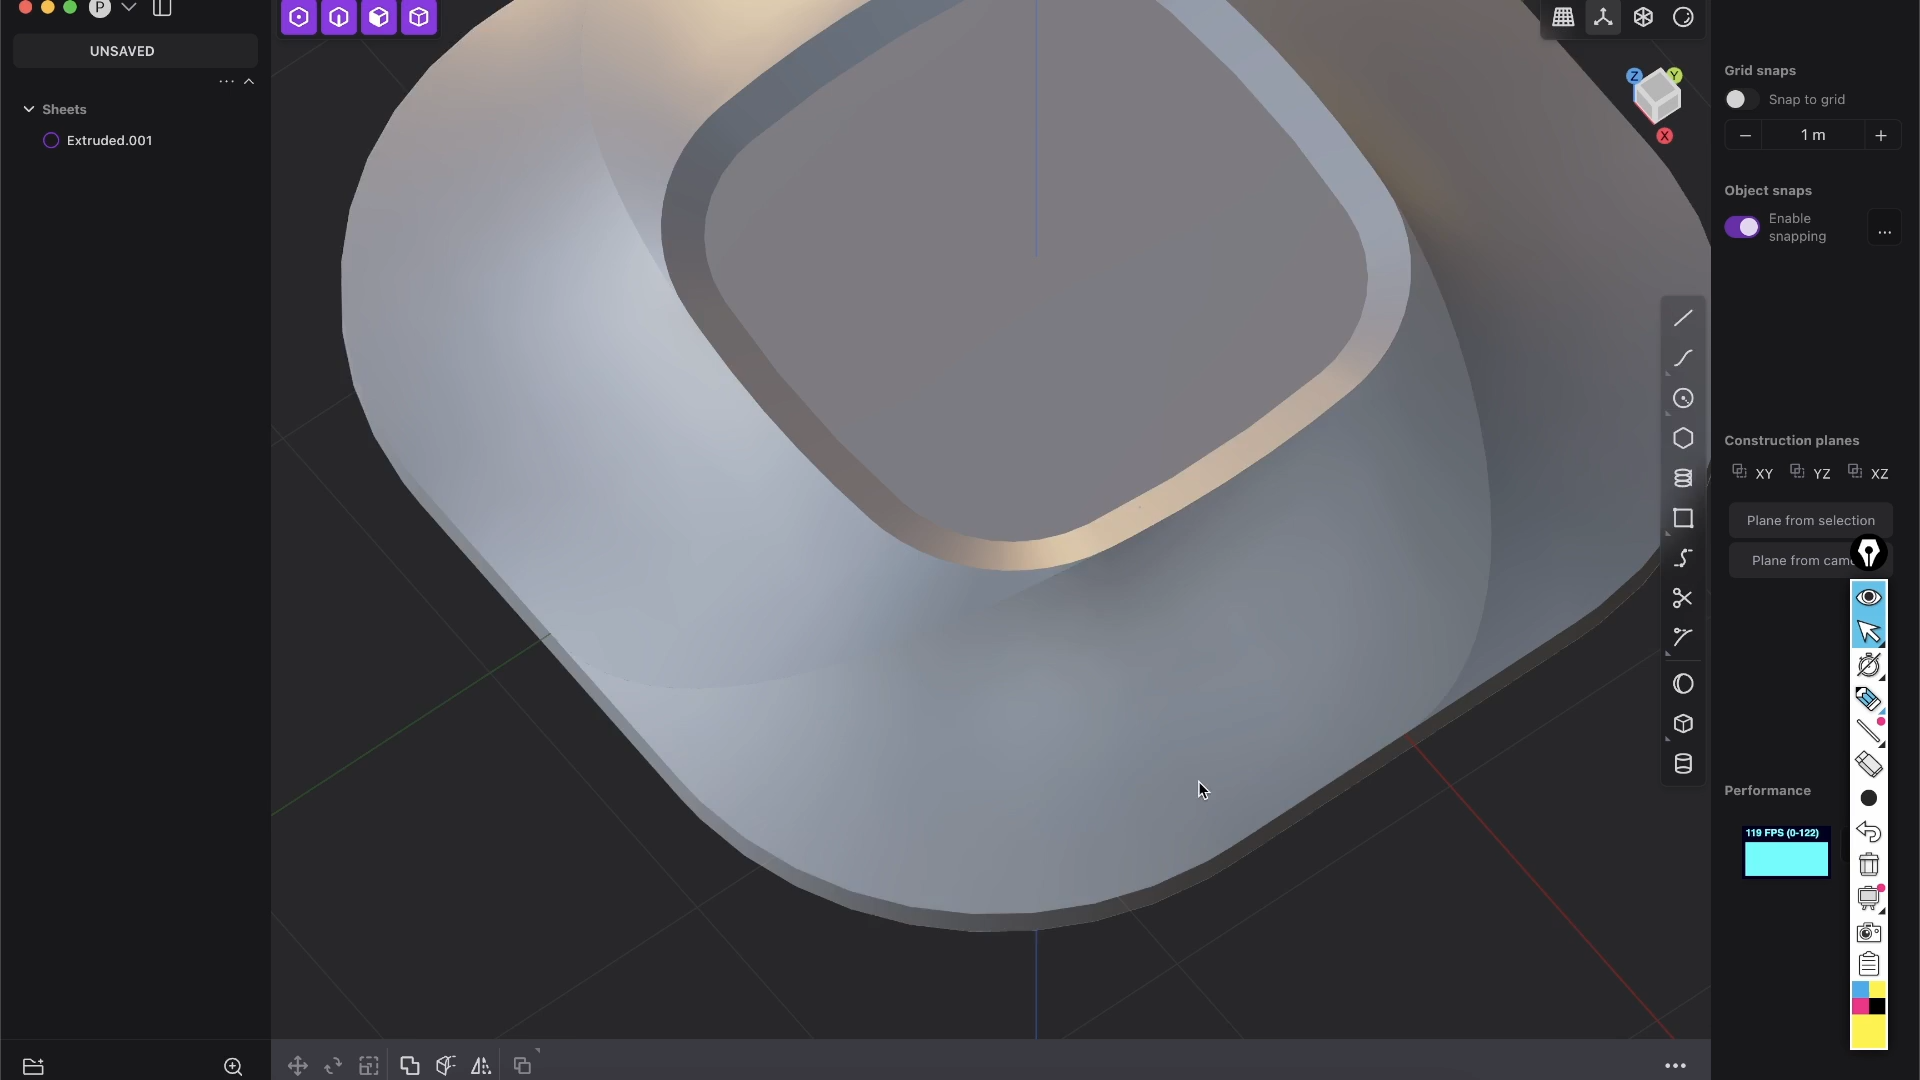 P
UNSAVED
...
Sheets
Extruded.001
Z
Y
X
Grid snaps
Snap to grid
1 m
Object snaps
Enable
snapping
...
Construction planes
XY
YZ
XZ
Plane from selection
Plane from cam
Performance
119 FPS (0-122)